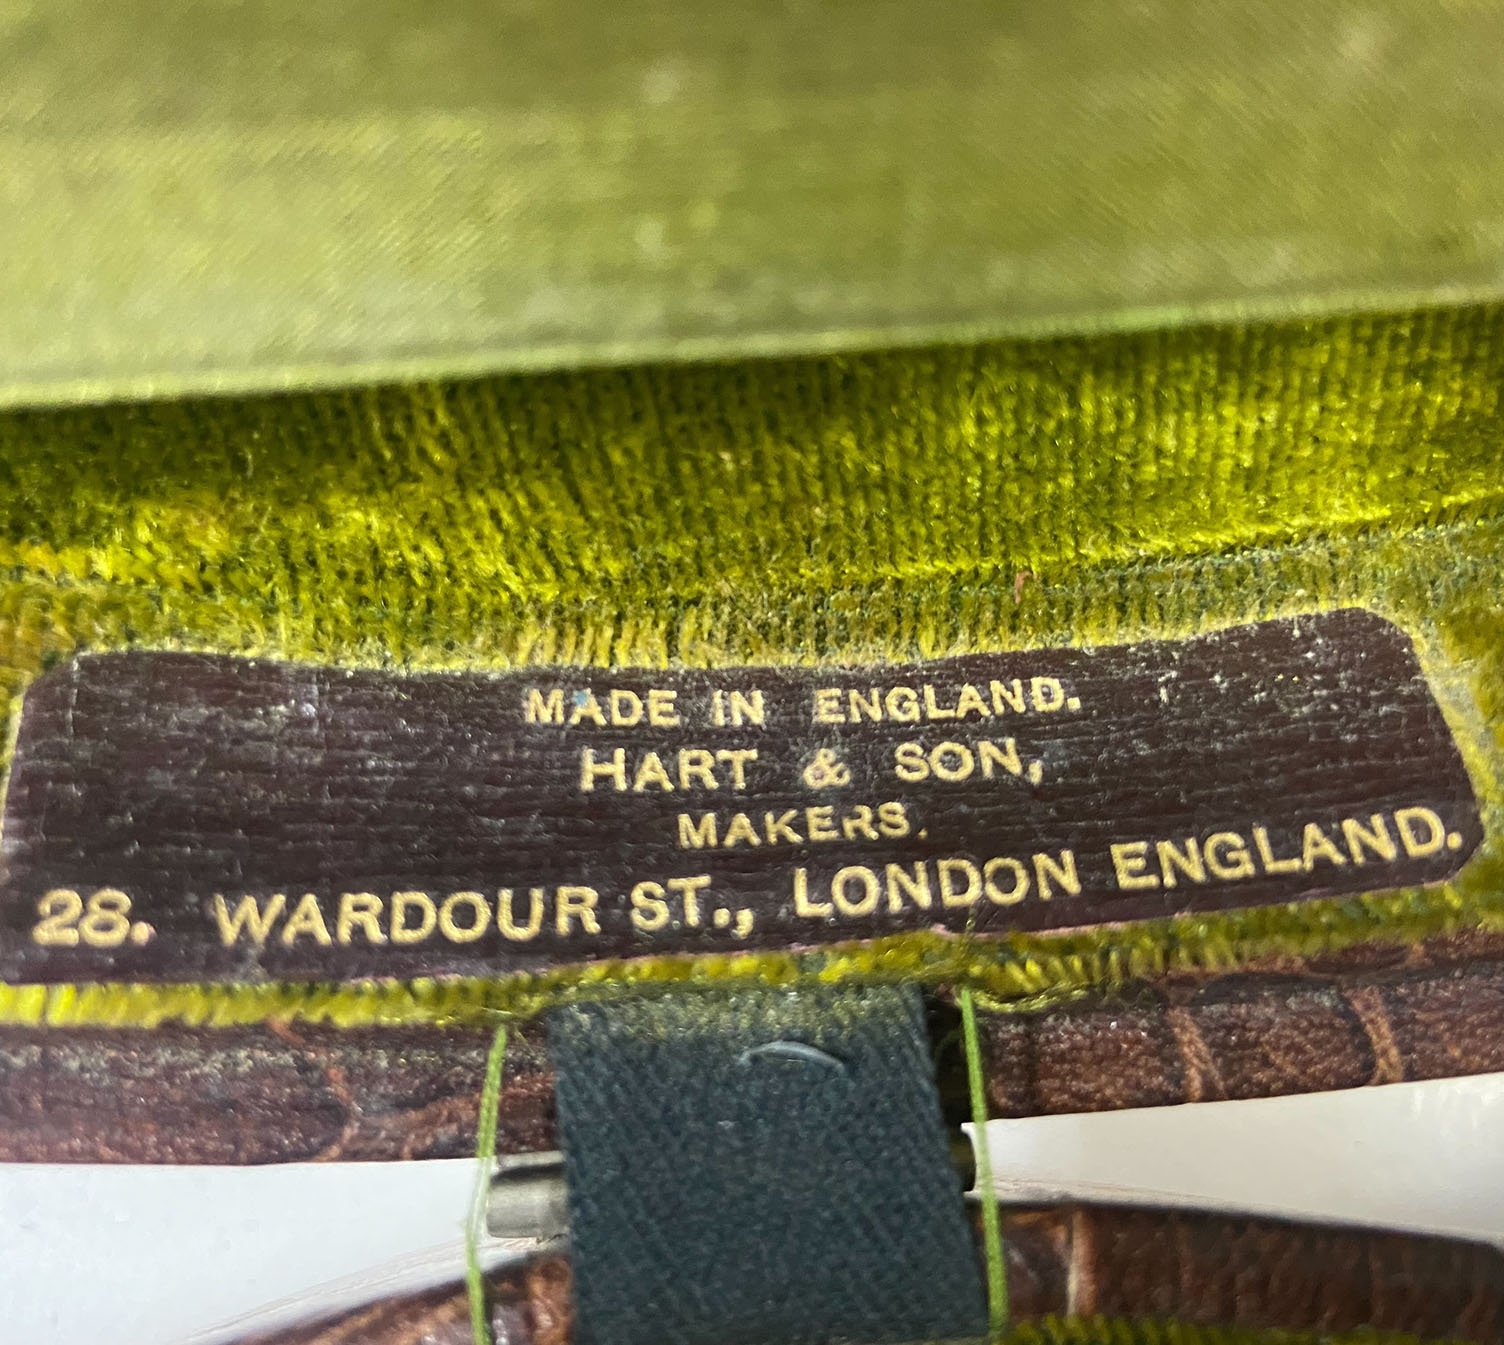 MADE IN ENGLAND.
HART & SON,
MAKERS.
28. WARDOUR ST., LONDON ENGLAND.